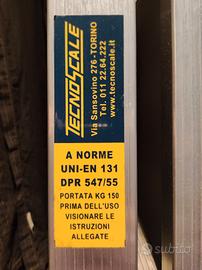 TECNOSCALE
Via Sansovino 276 - TORINO
Tel. 011 22.64.222
www.tecnoscale.it
A NORME
UNI-EN 131
DPR 547/55
PORTATA KG 150
PRIMA DELL'USO
VISIONARE LE
ISTRUZIONI
ALLEGATE
subito